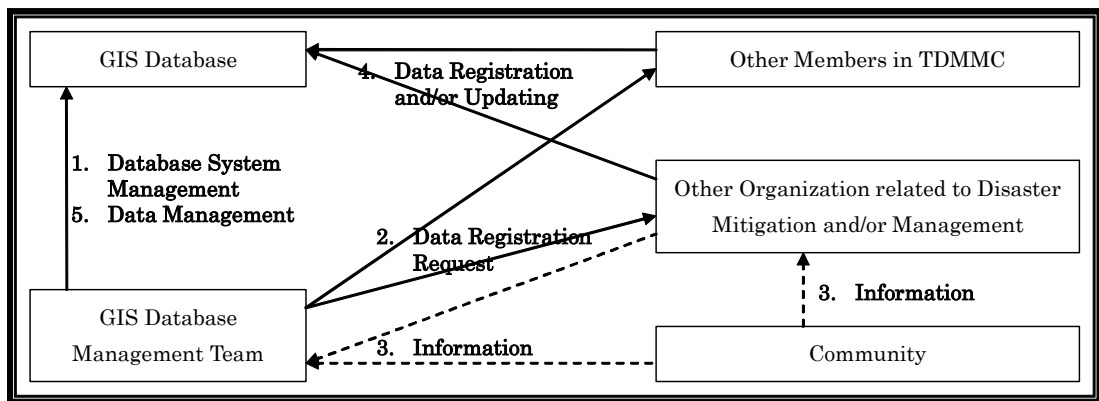 GIS Database
Other Members in TDMMC
4. Data Registration
and/or Updating
1. Database System
Management
5. Data Management
Other Organization related to Disaster
Mitigation and/or Management
2. Data Registration
Request
3. Information
GIS Database
Management Team
3. Information
Community